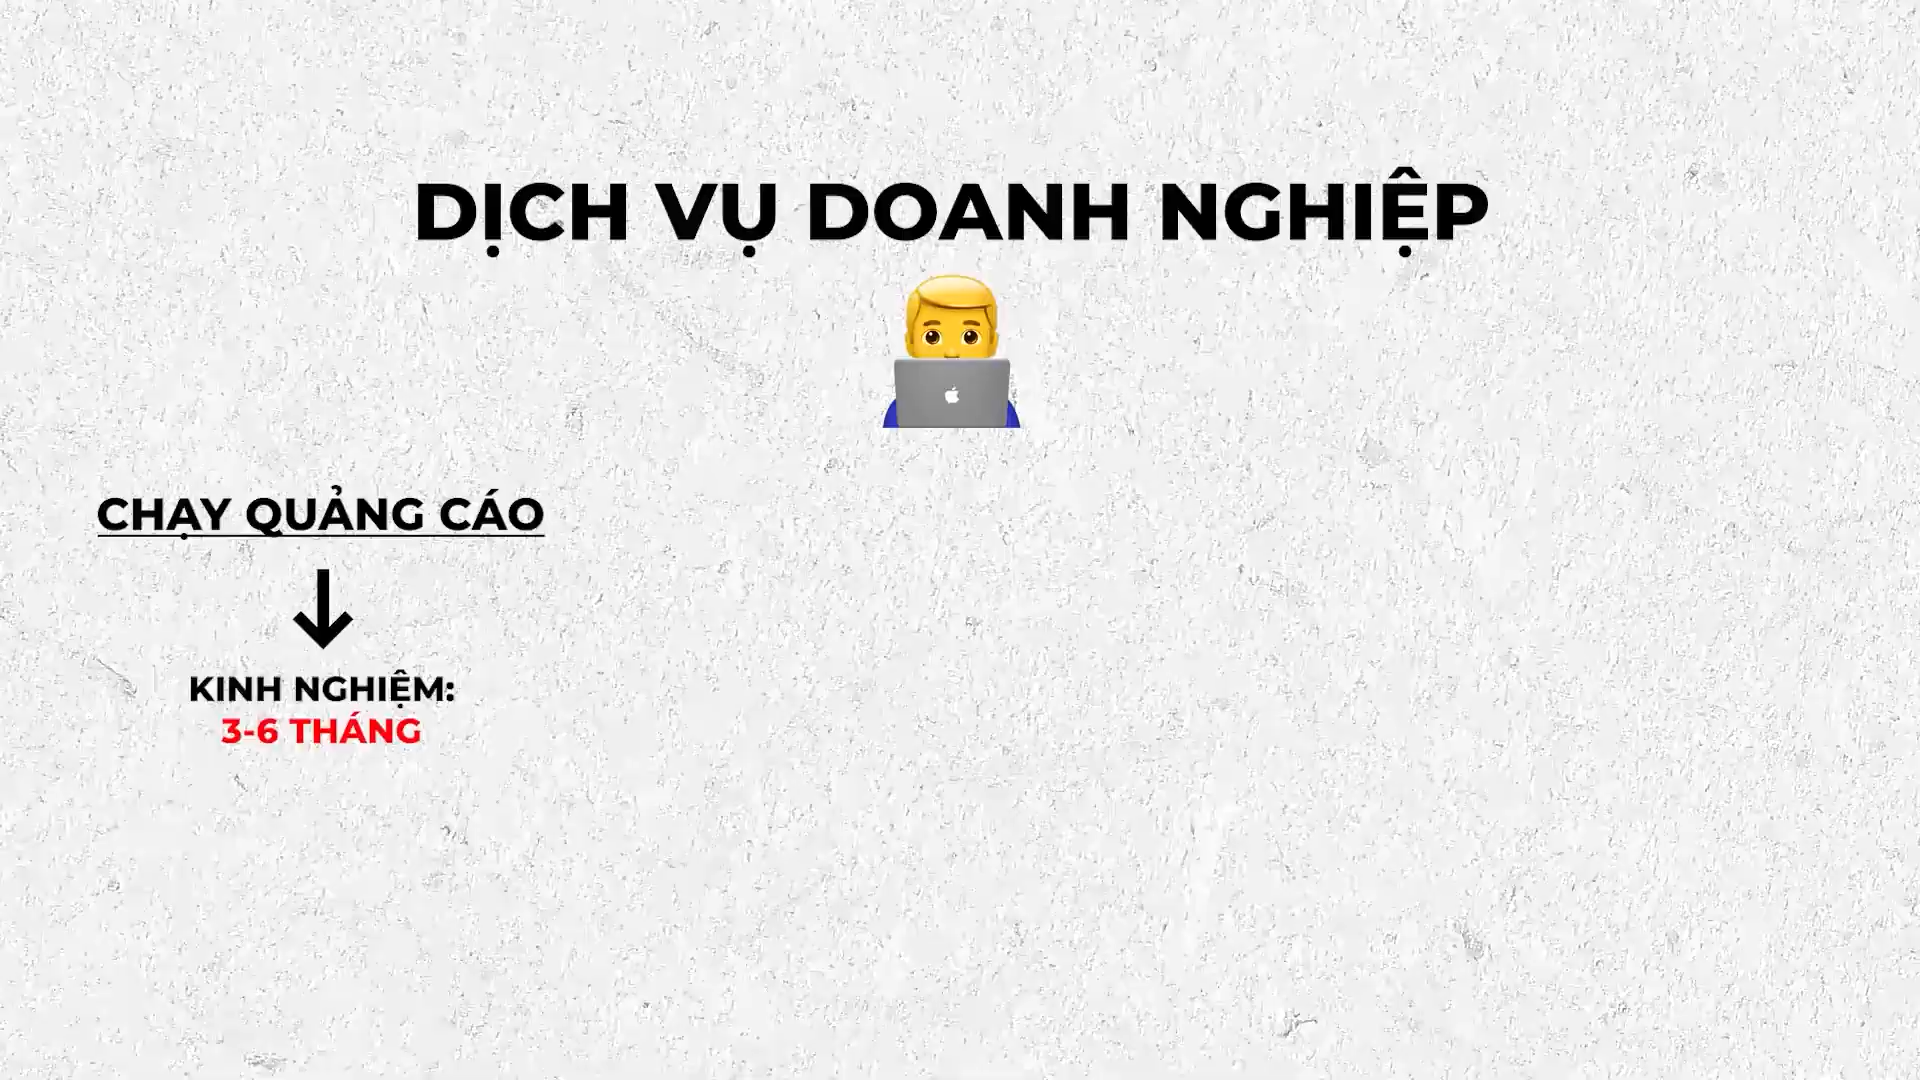 DỊCH VỤ DOANH NGHIỆP
CHẠY QUẢNG CÁO
KINH NGHIỆM:
3-6 THÁNG